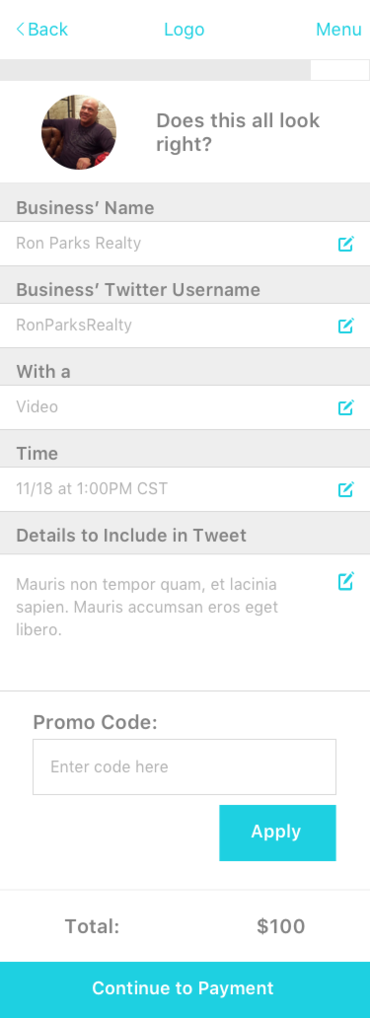 Back
Logo
Menu
Does this all look
right?
Business’ Name
Ron Parks Realty
Business’ Twitter Username
RonParksRealty
With a
Video
Time
11/18 at 1:00PM CST
Details to Include in Tweet
Mauris non tempor quam, et lacinia
sapien. Mauris accumsan eros eget
libero.
Promo Code:
Enter code here
Apply
Total: $100
Continue to Payment